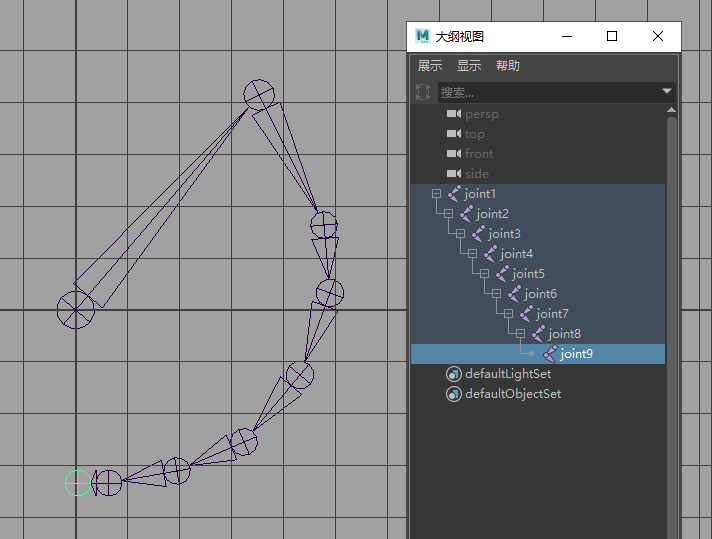 大纲视图
展示 显示 帮助
搜索...
persp
top
front
side
joint1
joint2
joint3
joint4
joint5
joint6
joint7
joint8
joint9
defaultLightSet
defaultObjectSet